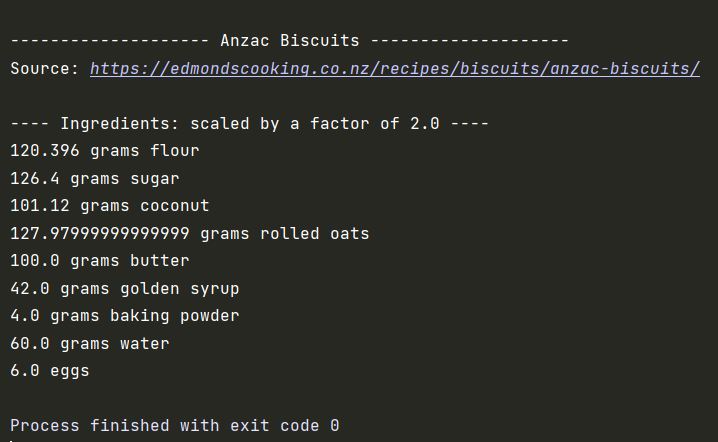 -------------------- Anzac Biscuits --------------------
Source: https://edmondscooking.co.nz/recipes/biscuits/anzac-biscuits/
---- Ingredients: scaled by a factor of 2.0 ----
120.396 grams flour
126.4 grams sugar
101.12 grams coconut
127.97999999999999 grams rolled oats
100.0 grams butter
42.0 grams golden syrup
4.0 grams baking powder
60.0 grams water
6.0 eggs
Process finished with exit code 0